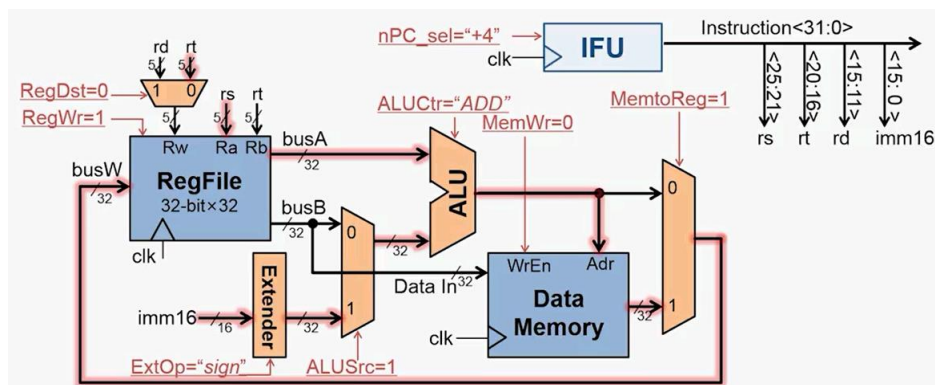 nPC_sel="+4"
clk
IFU
Instruction<31:0>
<25:21>
<20:16>
<15:11>
<15: 0>
rs
rt
rd
imm16
rd
rt
5
5
1
0
RegDst=0
RegWr=1
rs
rt
5
5
5
Rw
Ra
Rb
RegFile
32-bit×32
clk
busW
32
busA
32
busB
32
ALUCtr="ADD"
MemWr=0
MemtoReg=1
ALU
0
1
32
0
1
WrEn
Adr
Data In
32
Data
Memory
clk
32
imm16
16
Extender
32
ExtOp="sign"
ALUSrc=1